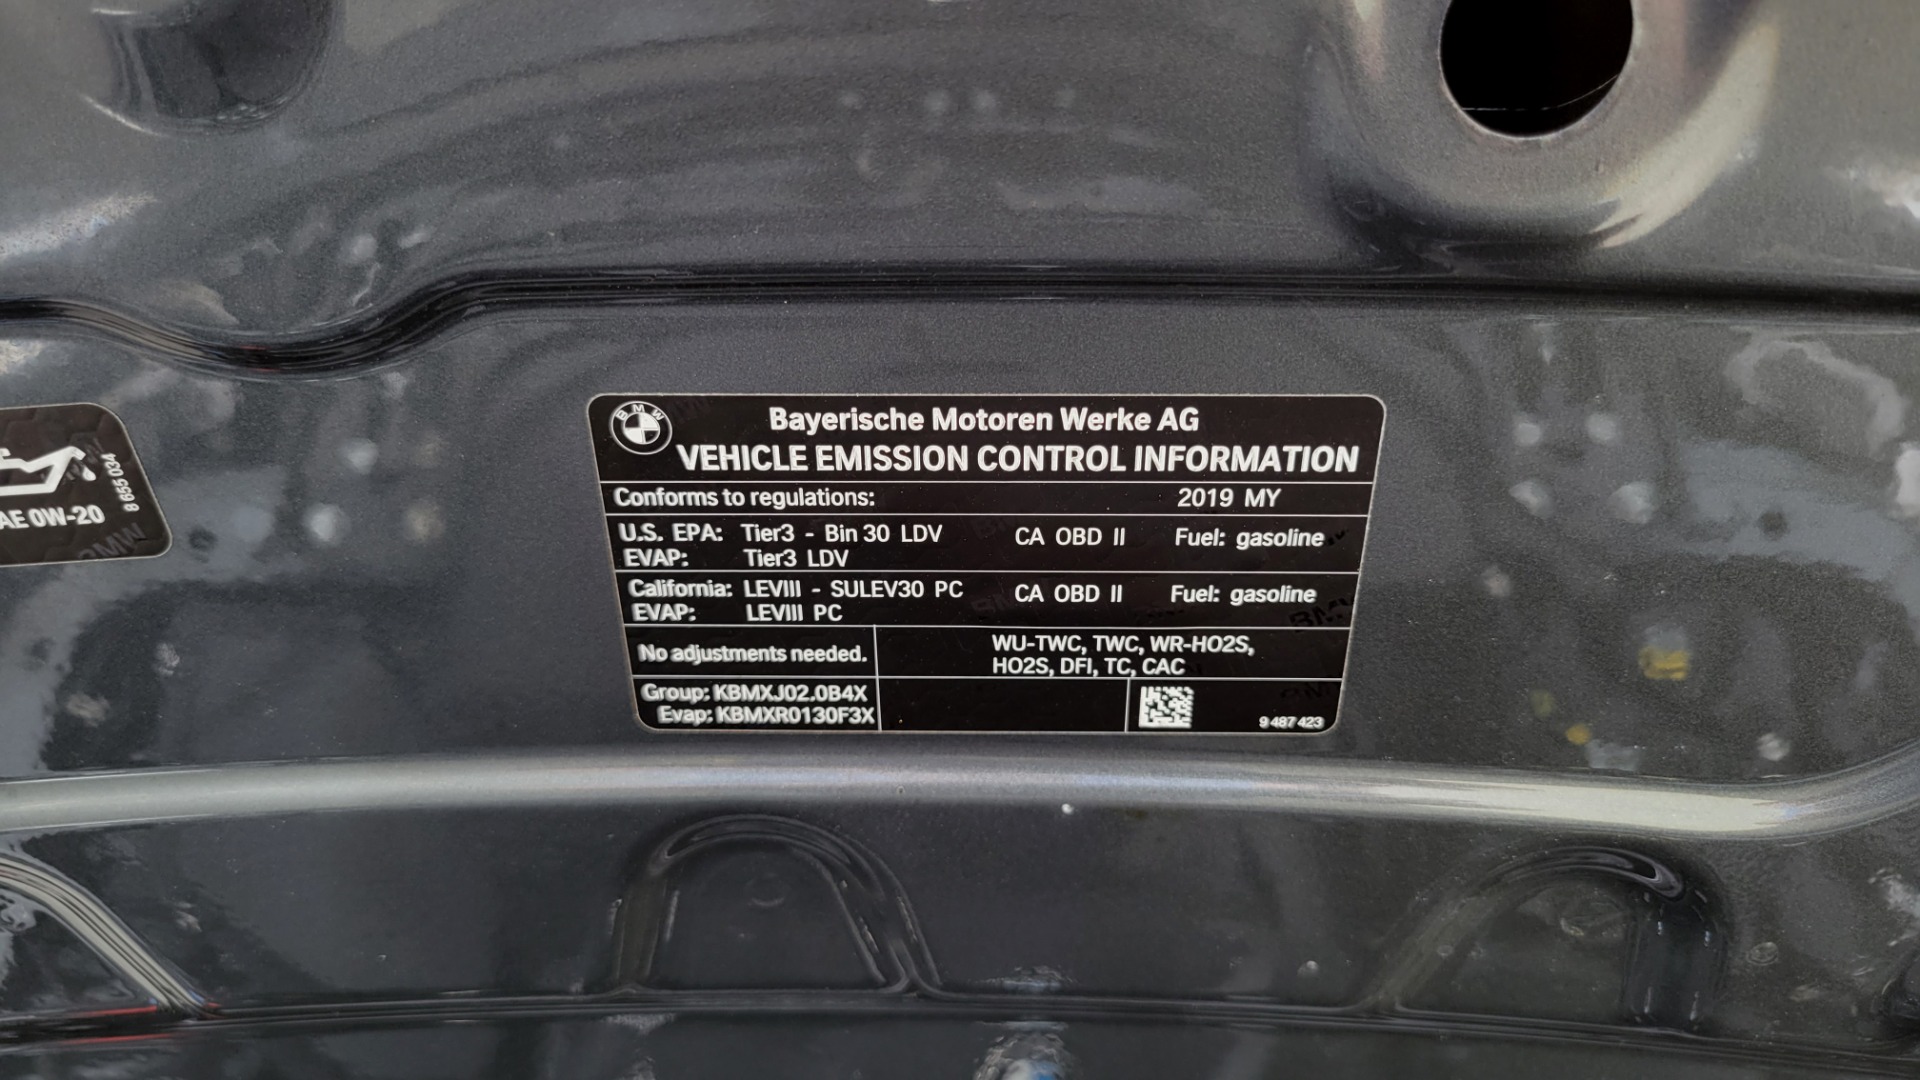 BMW
Bayerische Motoren Werke AG
VEHICLE EMISSION CONTROL INFORMATION
Conforms to regulations: 2019 MY
U.S. EPA: Tier3 - Bin 30 LDV CA OBD II Fuel: gasoline
EVAP: Tier3 LDV
California: LEVIII - SULEV30 PC CA OBD II Fuel: gasoline
EVAP: LEVIII PC
No adjustments needed. WU-TWC, TWC, WR-HO2S,
HO2S, DFI, TC, CAC
Group: KBMXJ02.0B4X
Evap: KBMXR0130F3X
9 487 423
AE 0W-20
8 655 034
BMW